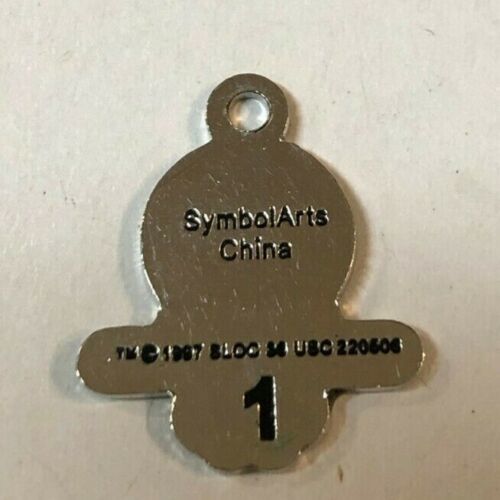 SymbolArts
China
™© 1997 SLOC 36 USC 220506
1